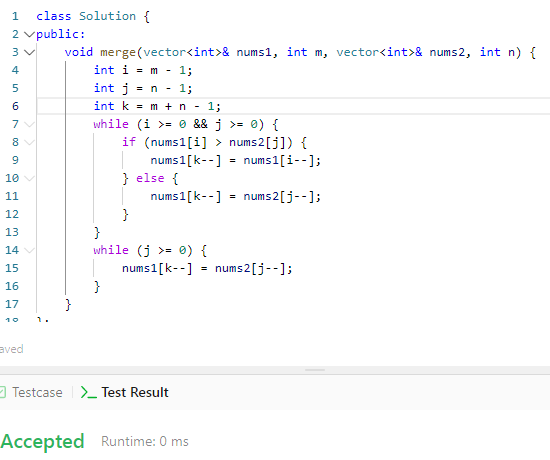 1 class Solution {
2 public:
3 void merge(vector<int>& nums1, int m, vector<int>& nums2, int n) {
4 int i = m - 1;
5 int j = n - 1;
6 int k = m + n - 1;
7 while (i >= 0 && j >= 0) {
8 if (nums1[i] > nums2[j]) {
9 nums1[k--] = nums1[i--];
10 } else {
11 nums1[k--] = nums2[j--];
12 }
13 }
14 while (j >= 0) {
15 nums1[k--] = nums2[j--];
16 }
17 }
18 };
aved
Testcase Test Result
Accepted Runtime: 0 ms